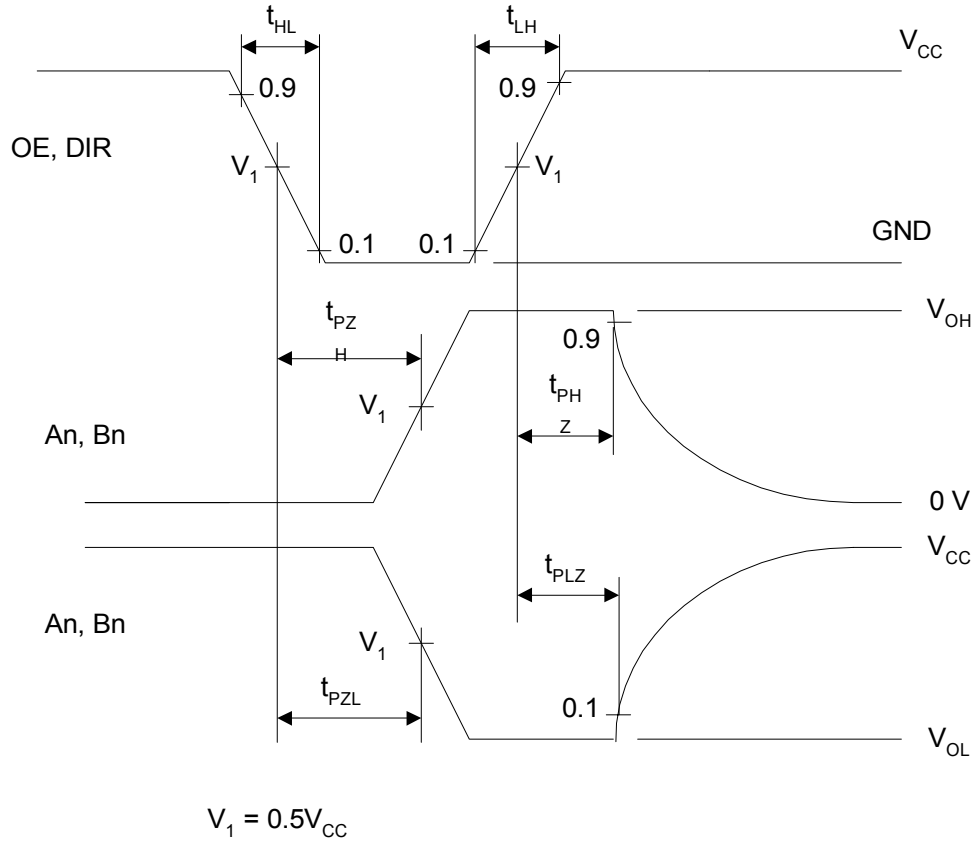 tHL
tLH
VCC
0.9
0.9
OE, DIR
V1
V1
0.1
0.1
GND
tPZ
H
VOH
0.9
tPH
Z
V1
An, Bn
0 V
VCC
tPLZ
An, Bn
V1
tPZL
0.1
VOL
V1 = 0.5VCC